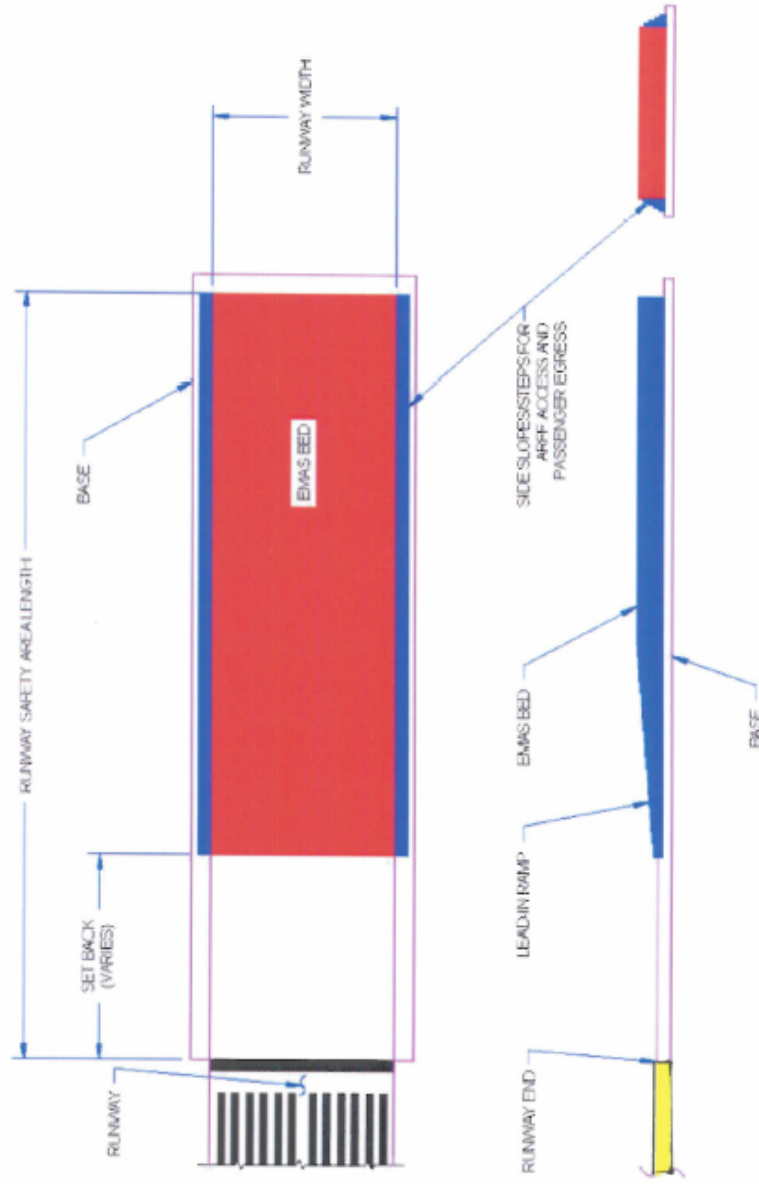 RUNWAY SAFETY AREA LENGTH
SET BACK
(VARIES)
BASE
RUNWAY
EMAS BED
RUNWAY WIDTH
SIDE SLOPES/STEPS FOR
ARFF ACCESS AND
PASSENGER EGRESS
RUNWAY END
LEAD-IN RAMP
EMAS BED
BASE